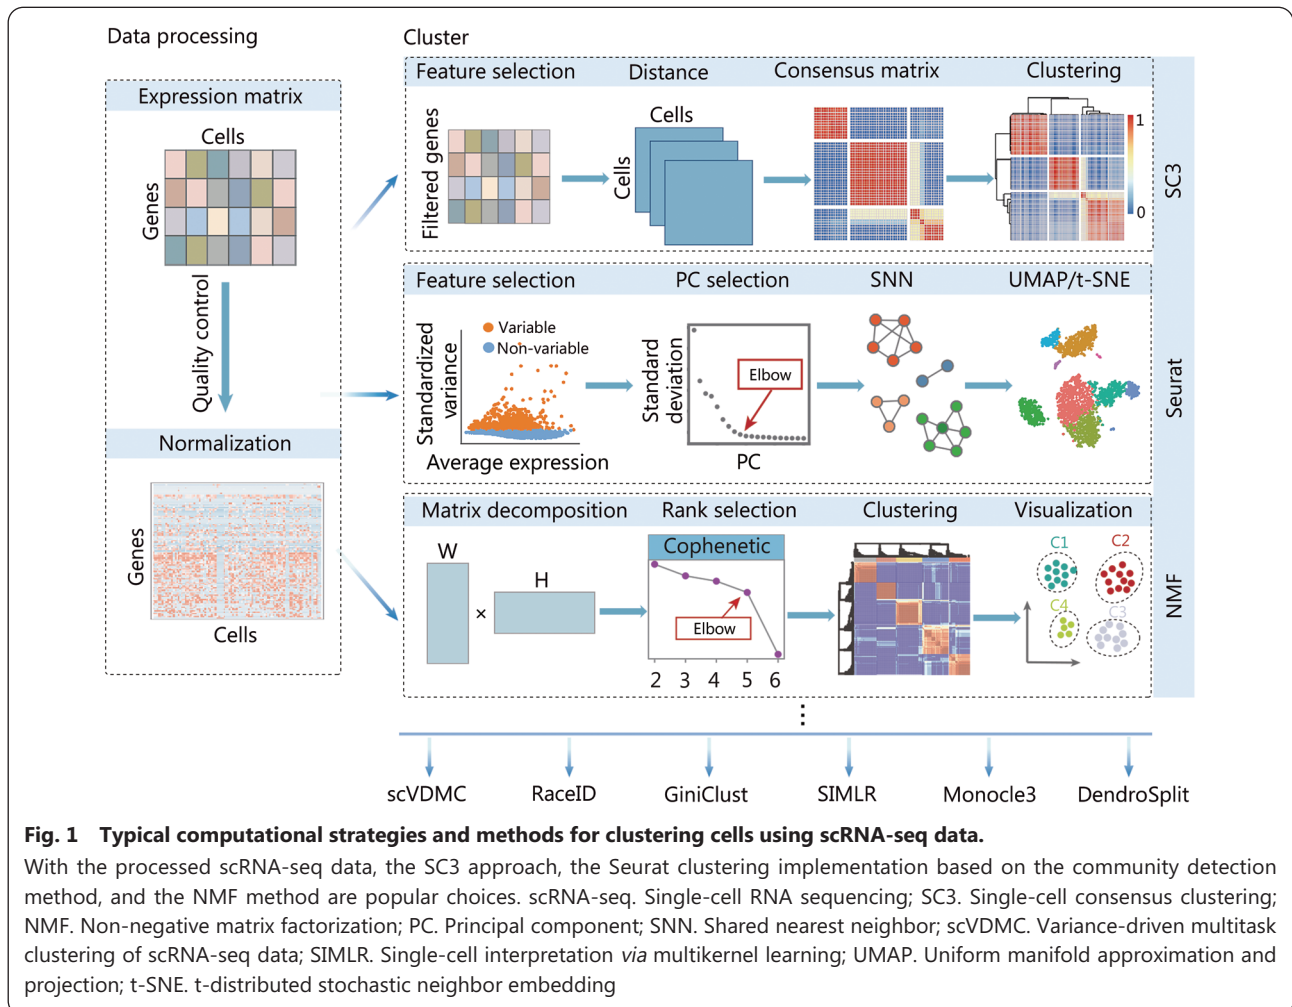 Data processing
Cluster
Expression matrix
Cells
Genes
Quality control
Normalization
Genes
Cells
Feature selection
Distance
Consensus matrix
Clustering
Filtered genes
Cells
Cells
1
0
SC3
Feature selection
PC selection
SNN
UMAP/t-SNE
Variable
Non-variable
Standardized
variance
Average expression
Standard
deviation
Elbow
PC
Seurat
Matrix decomposition
Rank selection
Clustering
Visualization
W
×
H
Cophenetic
Elbow
2 3 4 5 6
C1
C2
C4
C3
NMF
⋮
scVDMC
RaceID
GiniClust
SIMLR
Monocle3
DendroSplit
Fig. 1 Typical computational strategies and methods for clustering cells using scRNA-seq data.
With the processed scRNA-seq data, the SC3 approach, the Seurat clustering implementation based on the community detection
method, and the NMF method are popular choices. scRNA-seq. Single-cell RNA sequencing; SC3. Single-cell consensus clustering;
NMF. Non-negative matrix factorization; PC. Principal component; SNN. Shared nearest neighbor; scVDMC. Variance-driven multitask
clustering of scRNA-seq data; SIMLR. Single-cell interpretation via multikernel learning; UMAP. Uniform manifold approximation and
projection; t-SNE. t-distributed stochastic neighbor embedding